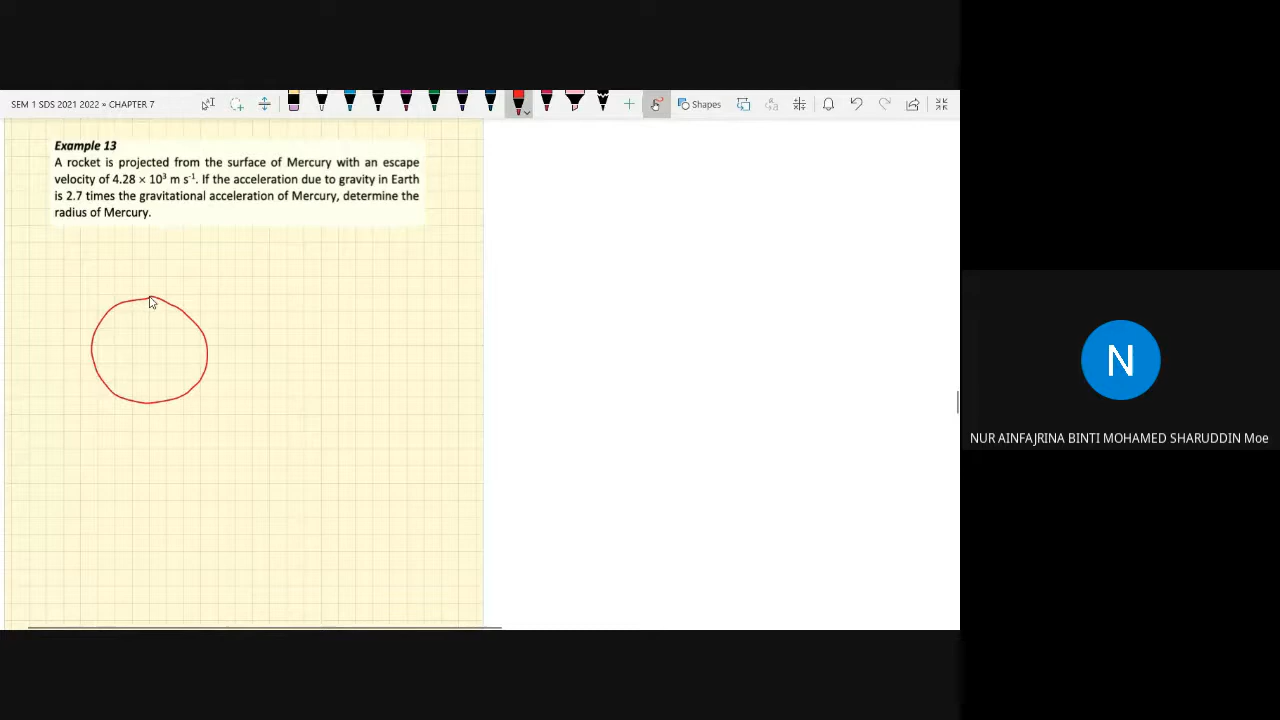 SEM 1 SDS 2021 2022 » CHAPTER 7
Shapes
Example 13
A rocket is projected from the surface of Mercury with an escape
velocity of 4.28 × 10³ m s⁻¹. If the acceleration due to gravity in Earth
is 2.7 times the gravitational acceleration of Mercury, determine the
radius of Mercury.
N
NUR AINFAJRINA BINTI MOHAMED SHARUDDIN Moe